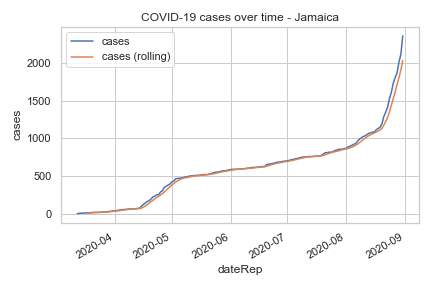 COVID-19 cases over time - Jamaica
cases
cases (rolling)
cases
2000
1500
1000
500
0
2020-04
2020-05
2020-06
2020-07
2020-08
2020-09
dateRep